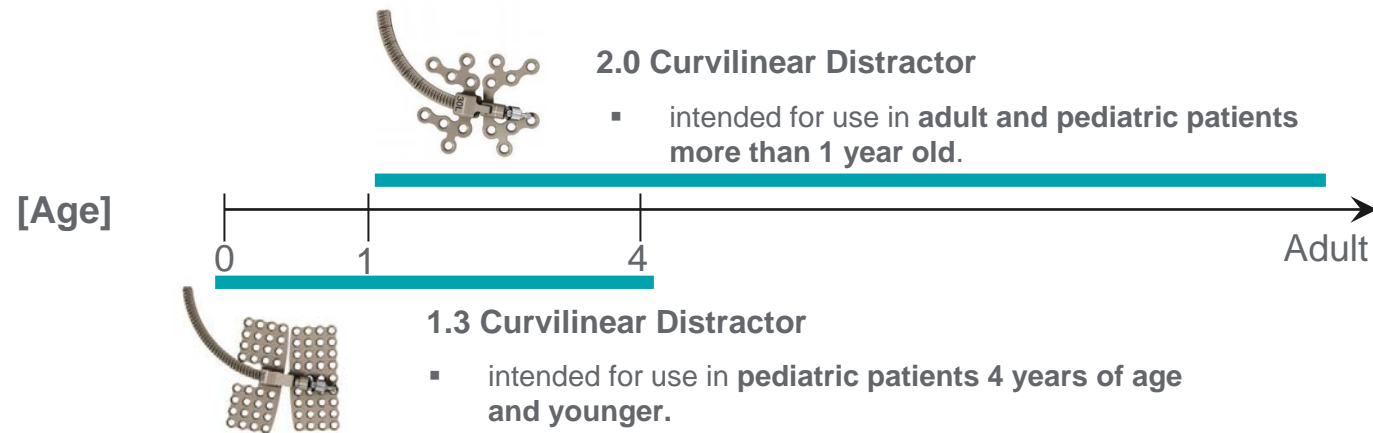 2.0 Curvilinear Distractor
▪ intended for use in adult and pediatric patients
more than 1 year old.
[Age]
0 1 4 Adult
1.3 Curvilinear Distractor
▪ intended for use in pediatric patients 4 years of age
and younger.
30L